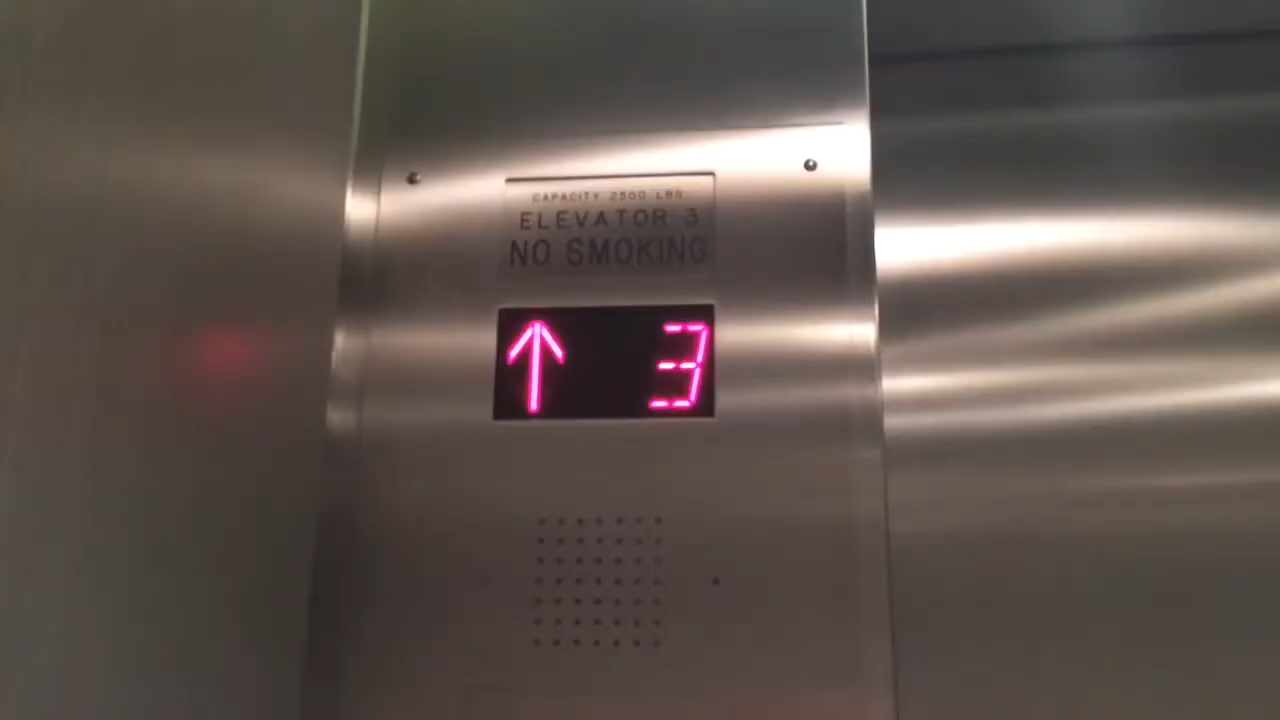 CAPACITY 2500 LBS
ELEVATOR 3
NO SMOKING
↑ 3